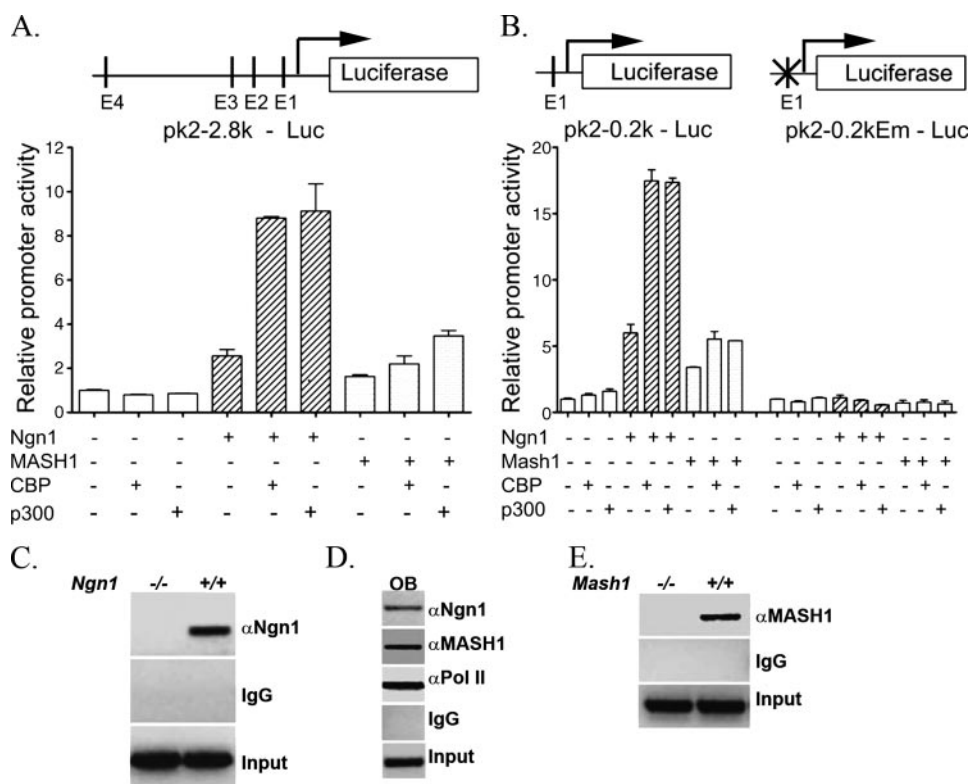 A.
B.
Luciferase
E4 E3 E2 E1
pk2-2.8k - Luc
Luciferase
E1
pk2-0.2k - Luc
Luciferase
E1
pk2-0.2kEm - Luc
Relative promoter activity
12
10
8
6
4
2
0
Ngn1 - - - + + + - - -
MASH1 - - - - - - + + +
CBP - + - - + - - + -
p300 - - + - - + - - +
Relative promoter activity
20
15
10
5
0
Ngn1 - - - + + + - - - - - - + + + - - -
Mash1 - - - - - - + + + - - - - - - + + +
CBP - + - - + - - + - - + - - + - - + -
p300 - - + - - + - - + - - + - - + - - +
C.
Ngn1 -/- +/+
αNgn1
IgG
Input
D.
OB
αNgn1
αMASH1
αPol II
IgG
Input
E.
Mash1 -/- +/+
αMASH1
IgG
Input